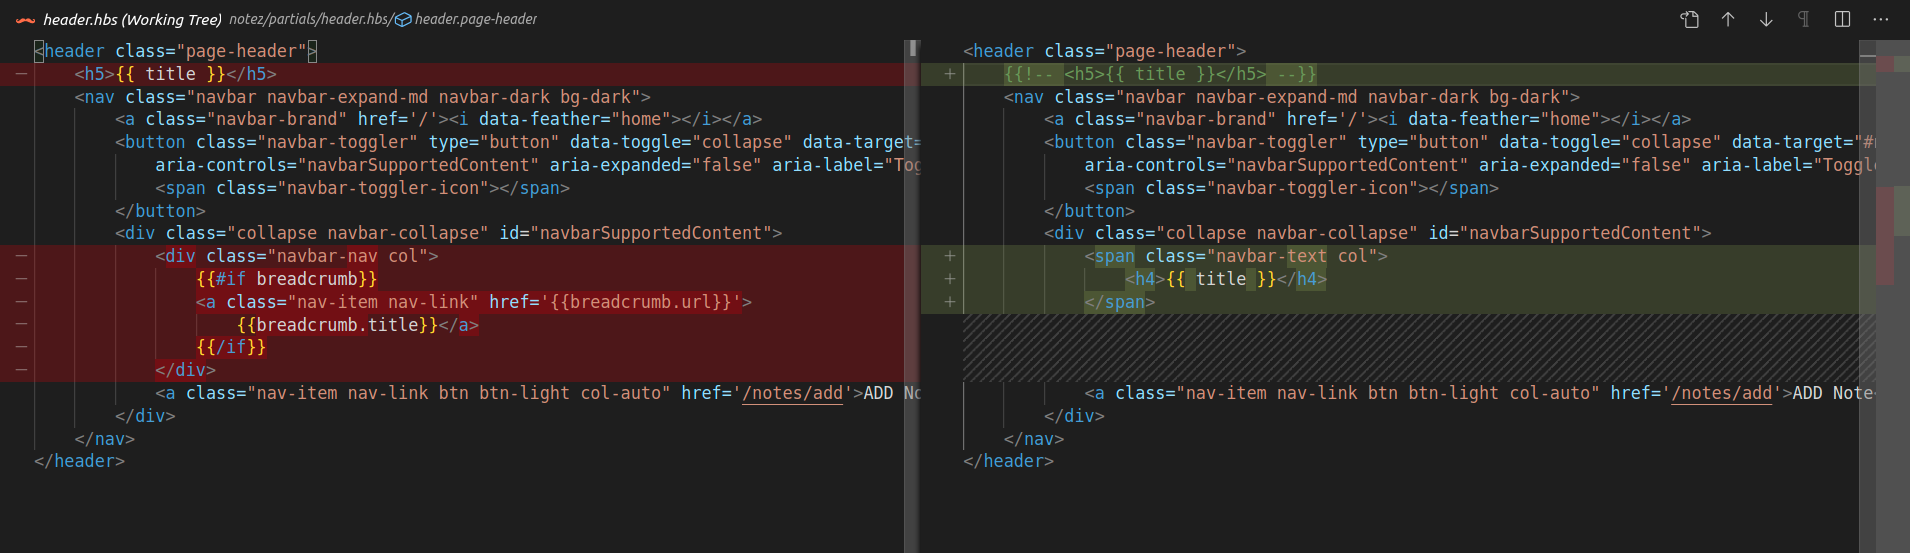 header.hbs (Working Tree) notez/partials/header.hbs/ header.page-header
<header class="page-header">
− <h5>{{ title }}</h5>
<nav class="navbar navbar-expand-md navbar-dark bg-dark">
<a class="navbar-brand" href='/'><i data-feather="home"></i></a>
<button class="navbar-toggler" type="button" data-toggle="collapse" data-target=
aria-controls="navbarSupportedContent" aria-expanded="false" aria-label="Tog
<span class="navbar-toggler-icon"></span>
</button>
<div class="collapse navbar-collapse" id="navbarSupportedContent">
− <div class="navbar-nav col">
− {{#if breadcrumb}}
− <a class="nav-item nav-link" href='{{breadcrumb.url}}'>
− {{breadcrumb.title}}</a>
− {{/if}}
− </div>
<a class="nav-item nav-link btn btn-light col-auto" href='/notes/add'>ADD No
</div>
</nav>
</header>
<header class="page-header">
+ {{!-- <h5>{{ title }}</h5> --}}
<nav class="navbar navbar-expand-md navbar-dark bg-dark">
<a class="navbar-brand" href='/'><i data-feather="home"></i></a>
<button class="navbar-toggler" type="button" data-toggle="collapse" data-target="#n
aria-controls="navbarSupportedContent" aria-expanded="false" aria-label="Toggle
<span class="navbar-toggler-icon"></span>
</button>
<div class="collapse navbar-collapse" id="navbarSupportedContent">
+ <span class="navbar-text col">
+ <h4>{{ title }}</h4>
+ </span>
<a class="nav-item nav-link btn btn-light col-auto" href='/notes/add'>ADD Note
</div>
</nav>
</header>